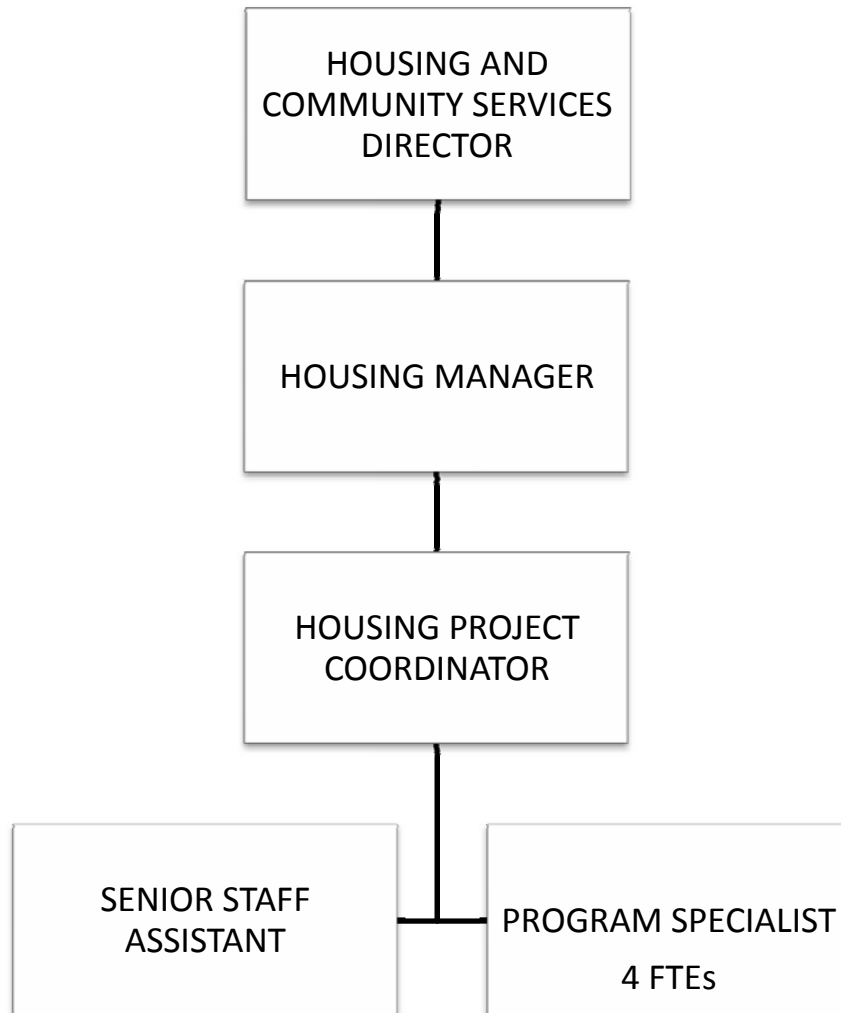 HOUSING AND
COMMUNITY SERVICES
DIRECTOR
HOUSING MANAGER
HOUSING PROJECT
COORDINATOR
SENIOR STAFF
ASSISTANT
PROGRAM SPECIALIST
4 FTEs